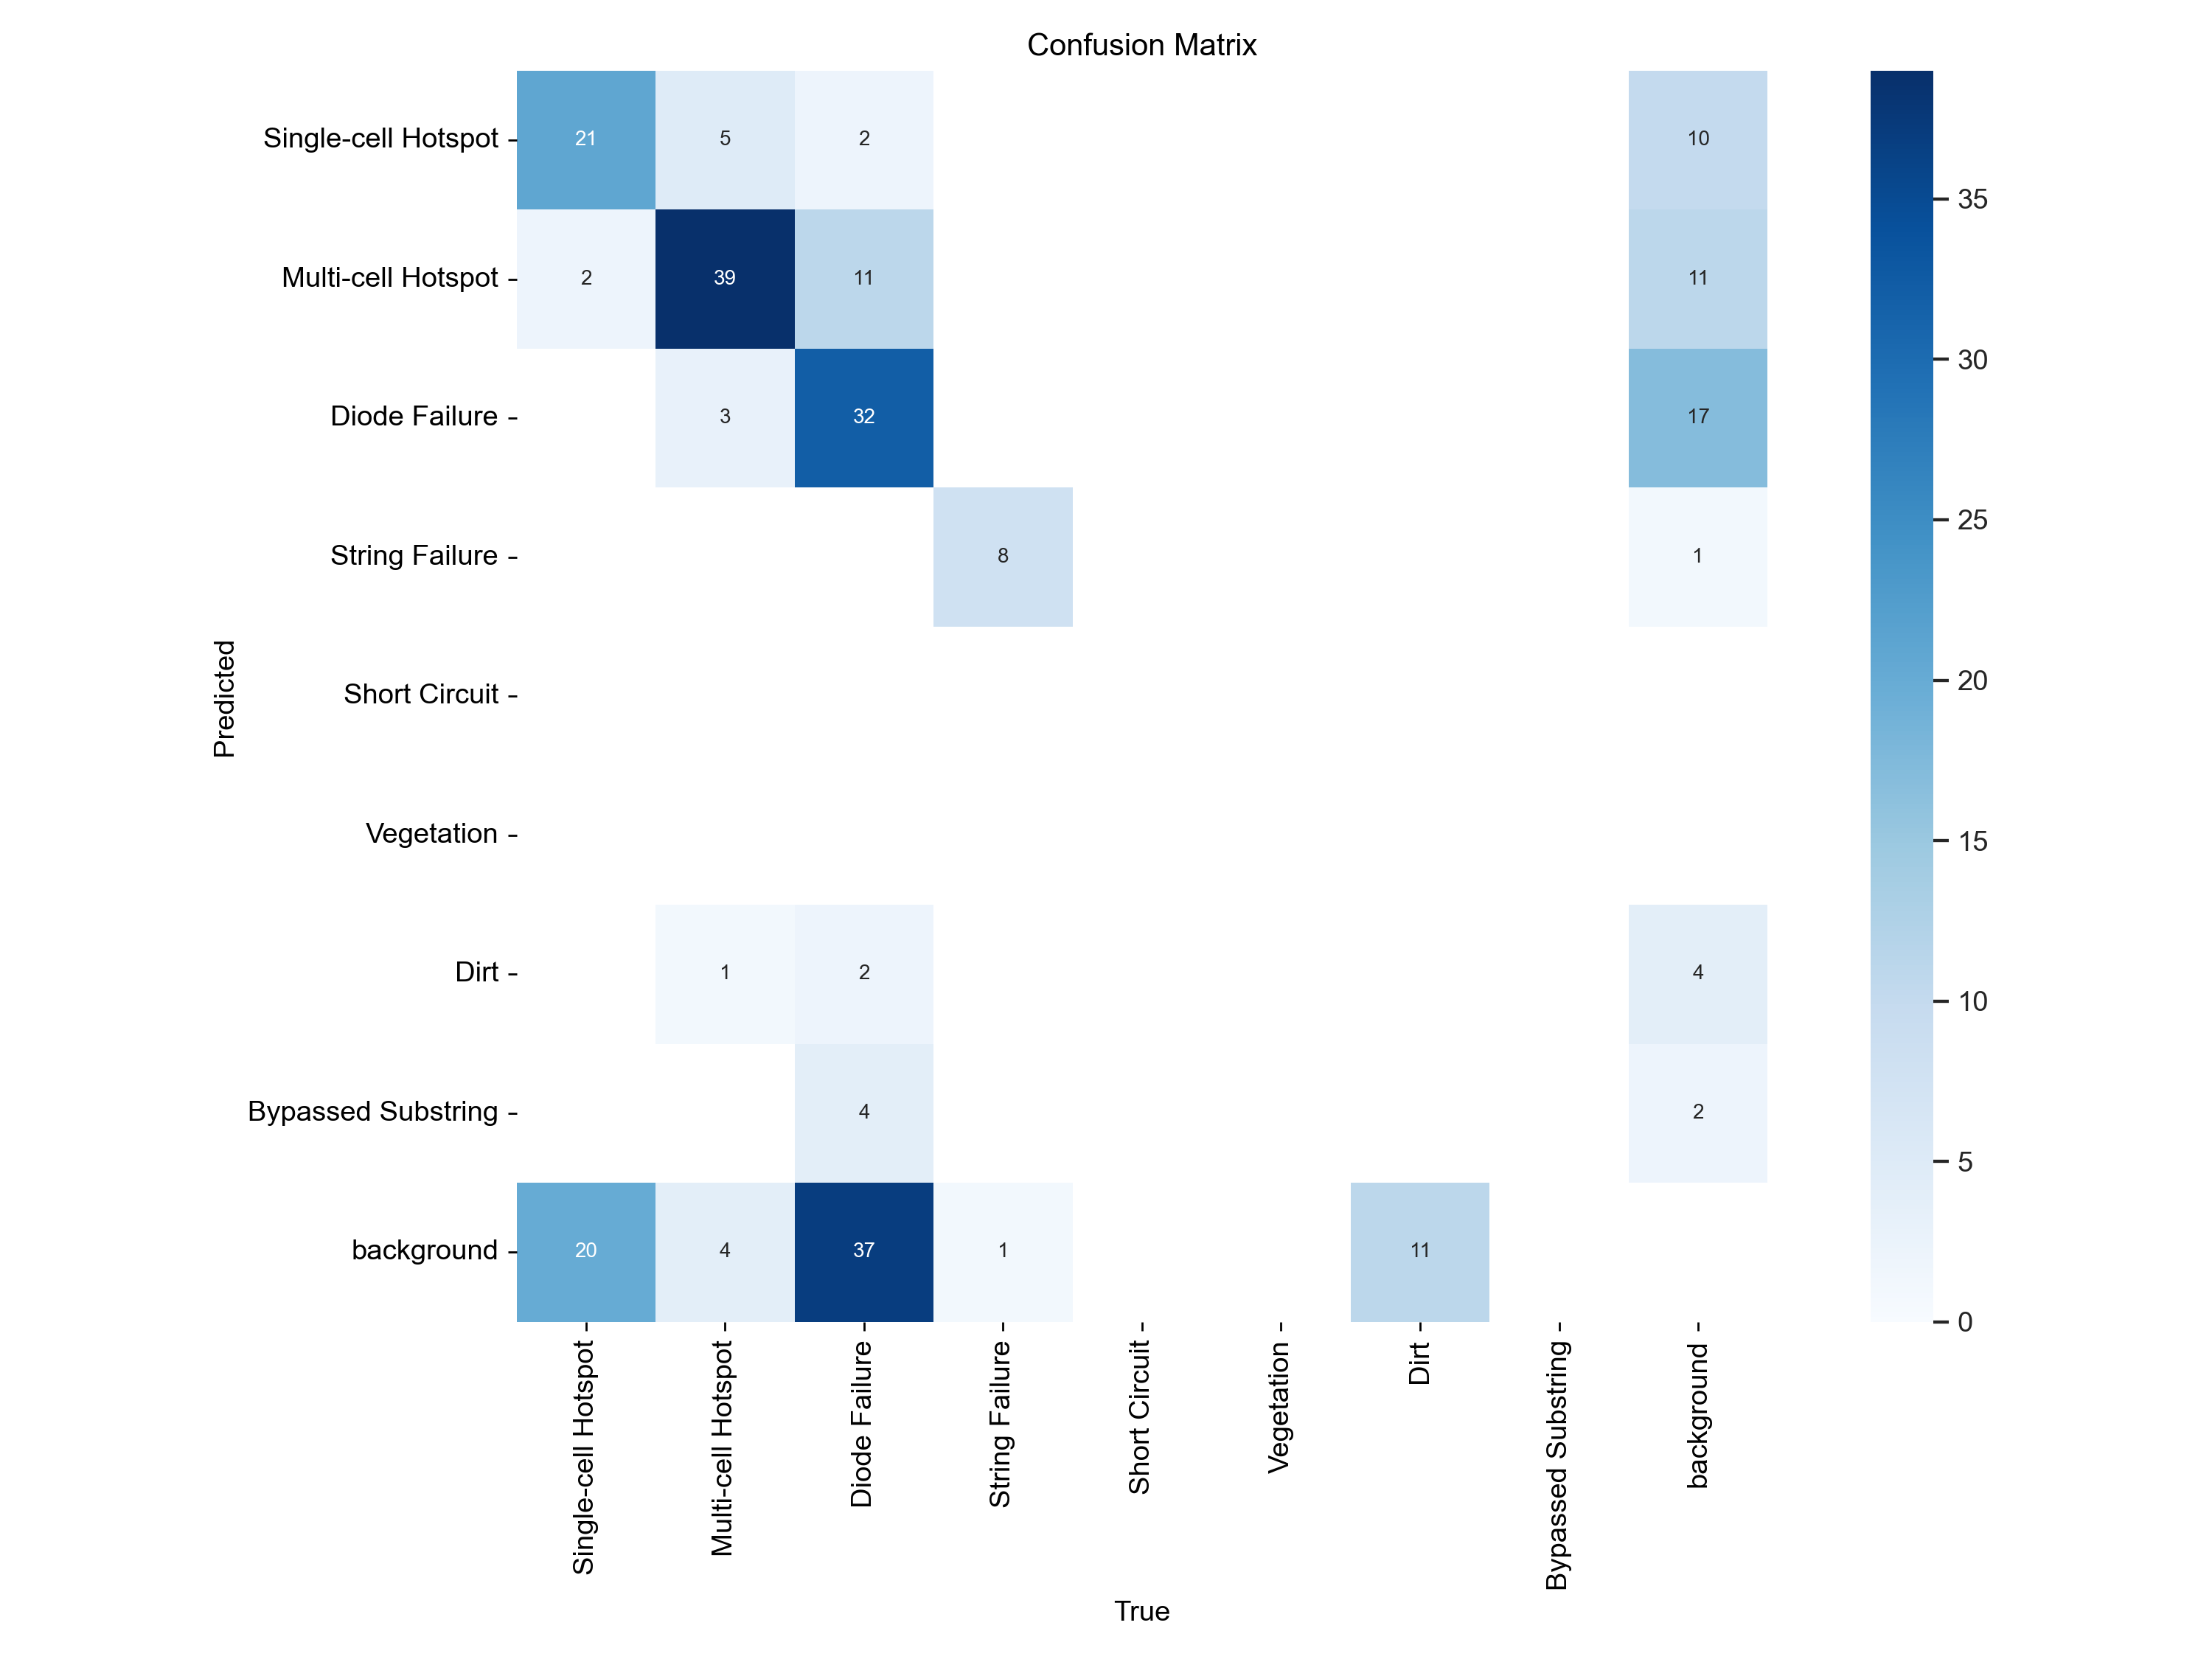 Confusion Matrix
Single-cell Hotspot 21 5 2 10
Multi-cell Hotspot 2 39 11 11
Diode Failure 3 32 17
String Failure 8 1
Short Circuit
Vegetation
Dirt 1 2 4
Bypassed Substring 4 2
background 20 4 37 1 11
Predicted
Single-cell Hotspot
Multi-cell Hotspot
Diode Failure
String Failure
Short Circuit
Vegetation
Dirt
Bypassed Substring
background
True
35
30
25
20
15
10
5
0